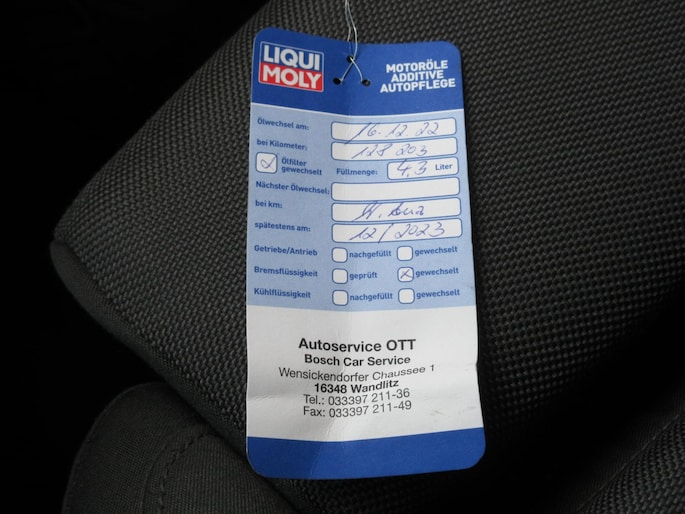 LIQUI
MOLY
MOTORÖLE
ADDITIVE
AUTOPFLEGE
Ölwechsel am: 16.12.22
bei Kilometer: 128 203
Ölfilter
gewechselt
Füllmenge: 4,3 Liter
Nächster Ölwechsel:
bei km:
spätestens am: 12/2023
Getriebe/Antrieb nachgefüllt gewechselt
Bremsflüssigkeit geprüft gewechselt
Kühlflüssigkeit nachgefüllt gewechselt
Autoservice OTT
Bosch Car Service
Wensickendorfer Chaussee 1
16348 Wandlitz
Tel.: 033397 211-36
Fax: 033397 211-49